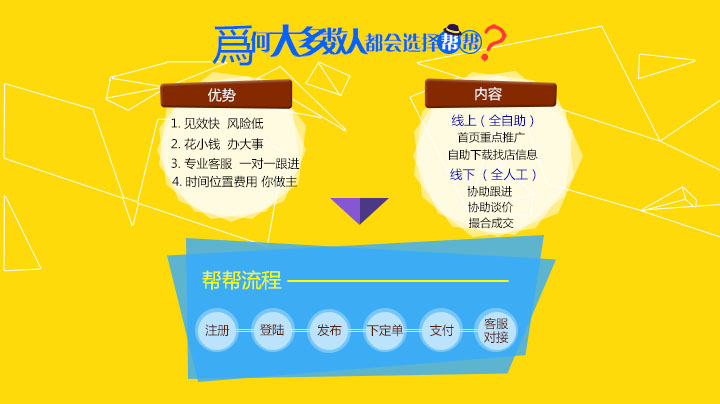 為何大多数人都会选择帮帮?
优势
1. 见效快 风险低
2. 花小钱 办大事
3. 专业客服 一对一跟进
4. 时间位置费用 你做主
内容
线上（全自助）
首页重点推广
自助下载找店信息
线下（全人工）
协助跟进
协助谈价
撮合成交
帮帮流程
注册
登陆
发布
下定单
支付
客服
对接